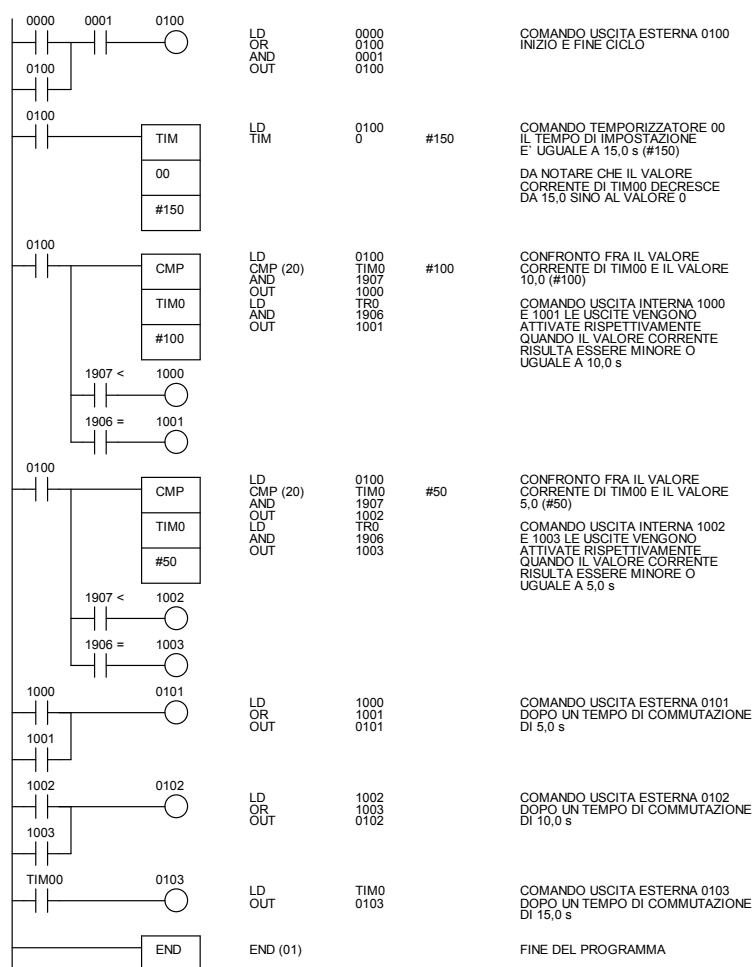 0000 0001 0100
0100
LD 0000
OR 0100
AND 0001
OUT 0100
COMANDO USCITA ESTERNA 0100
INIZIO E FINE CICLO
0100
TIM
00
#150
LD 0100
TIM 0 #150
COMANDO TEMPORIZZATORE 00
IL TEMPO DI IMPOSTAZIONE
E` UGUALE A 15,0 s (#150)
DA NOTARE CHE IL VALORE
CORRENTE DI TIM00 DECRESCE
DA 15,0 SINO AL VALORE 0
0100
CMP
TIM0
#100
1907 < 1000
1906 = 1001
LD 0100
CMP (20) TIM0 #100
AND 1907
OUT 1000
LD TR0
AND 1906
OUT 1001
CONFRONTO FRA IL VALORE
CORRENTE DI TIM00 E IL VALORE
10,0 (#100)
COMANDO USCITA INTERNA 1000
E 1001 LE USCITE VENGONO
ATTIVATE RISPETTIVAMENTE
QUANDO IL VALORE CORRENTE
RISULTA ESSERE MINORE O
UGUALE A 10,0 s
0100
CMP
TIM0
#50
1907 < 1002
1906 = 1003
LD 0100
CMP (20) TIM0 #50
AND 1907
OUT 1002
LD TR0
AND 1906
OUT 1003
CONFRONTO FRA IL VALORE
CORRENTE DI TIM00 E IL VALORE
5,0 (#50)
COMANDO USCITA INTERNA 1002
E 1003 LE USCITE VENGONO
ATTIVATE RISPETTIVAMENTE
QUANDO IL VALORE CORRENTE
RISULTA ESSERE MINORE O
UGUALE A 5,0 s
1000 0101
1001
LD 1000
OR 1001
OUT 0101
COMANDO USCITA ESTERNA 0101
DOPO UN TEMPO DI COMMUTAZIONE
DI 5,0 s
1002 0102
1003
LD 1002
OR 1003
OUT 0102
COMANDO USCITA ESTERNA 0102
DOPO UN TEMPO DI COMMUTAZIONE
DI 10,0 s
TIM00 0103
LD TIM0
OUT 0103
COMANDO USCITA ESTERNA 0103
DOPO UN TEMPO DI COMMUTAZIONE
DI 15,0 s
END
END (01)
FINE DEL PROGRAMMA